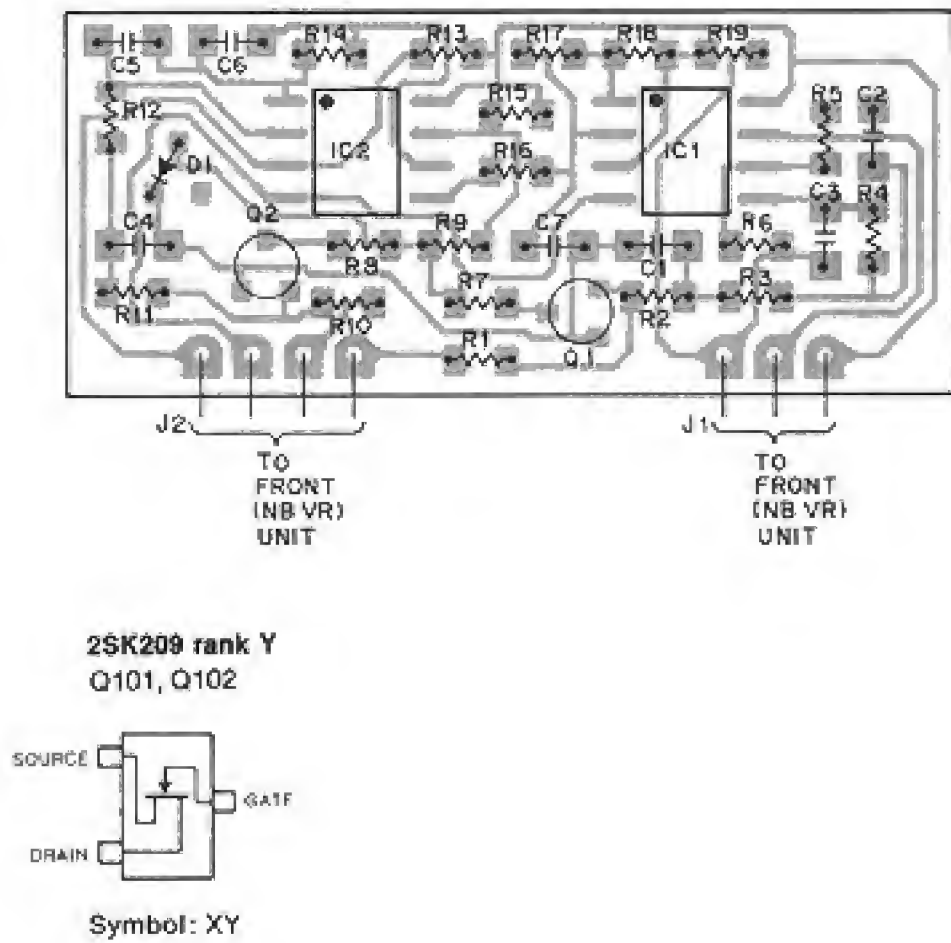 R14 R13 R17 R18 R19
C5 C6
R12 R15 R5 C2
IC2 R16 IC1
D1
Q2 C3 R4
C4 R9 C7 R6
R8 C1
R11 R7 R3
R10 R2
R1 Q1
J2 J1
TO
FRONT
(NB VR)
UNIT
TO
FRONT
(NB VR)
UNIT
2SK209 rank Y
Q101, Q102
SOURCE
GATE
DRAIN
Symbol: XY